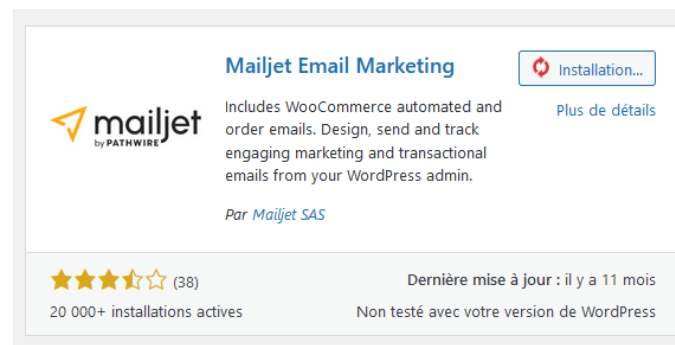 Mailjet Email Marketing
Installation...
Plus de détails
mailjet
by PATHWIRE
Includes WooCommerce automated and
order emails. Design, send and track
engaging marketing and transactional
emails from your WordPress admin.
Par Mailjet SAS
(38)
Dernière mise à jour : il y a 11 mois
20 000+ installations actives
Non testé avec votre version de WordPress